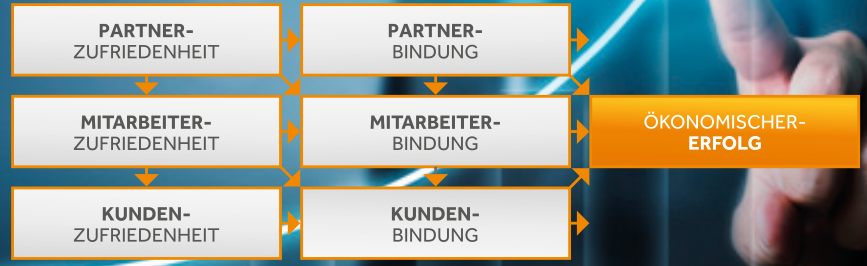 PARTNER-
ZUFRIEDENHEIT
PARTNER-
BINDUNG
MITARBEITER-
ZUFRIEDENHEIT
MITARBEITER-
BINDUNG
ÖKONOMISCHER-
ERFOLG
KUNDEN-
ZUFRIEDENHEIT
KUNDEN-
BINDUNG